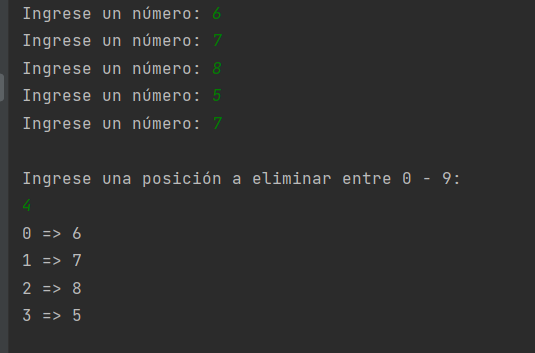 Ingrese un número: 6
Ingrese un número: 7
Ingrese un número: 8
Ingrese un número: 5
Ingrese un número: 7
Ingrese una posición a eliminar entre 0 - 9:
4
0 => 6
1 => 7
2 => 8
3 => 5